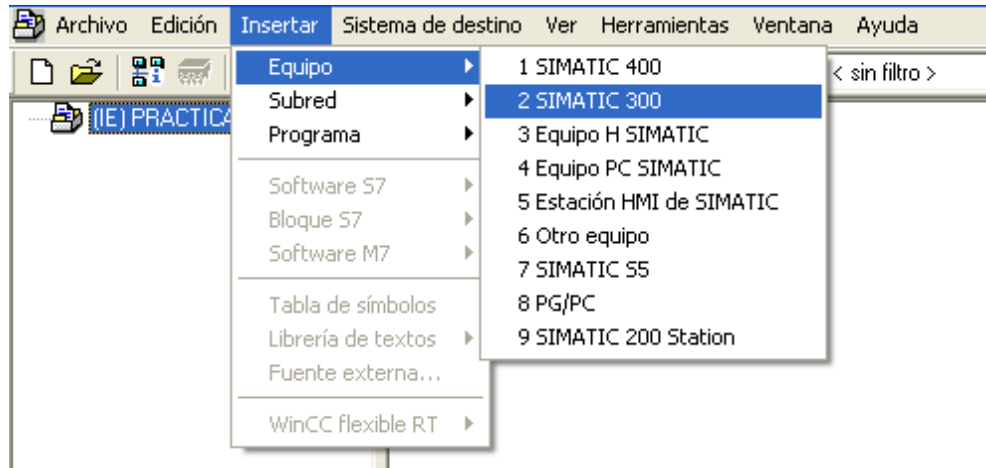 Archivo Edición Insertar Sistema de destino Ver Herramientas Ventana Ayuda
< sin filtro >
(IE) PRACTICA
Equipo
Subred
Programa
Software S7
Bloque S7
Software M7
Tabla de símbolos
Librería de textos
Fuente externa...
WinCC flexible RT
1 SIMATIC 400
2 SIMATIC 300
3 Equipo H SIMATIC
4 Equipo PC SIMATIC
5 Estación HMI de SIMATIC
6 Otro equipo
7 SIMATIC S5
8 PG/PC
9 SIMATIC 200 Station